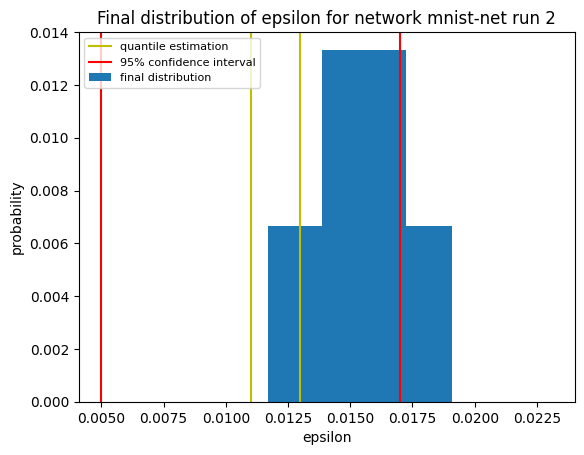 Final distribution of epsilon for network mnist-net run 2
quantile estimation
95% confidence interval
final distribution
probability
0.014
0.012
0.010
0.008
0.006
0.004
0.002
0.000
0.0050 0.0075 0.0100 0.0125 0.0150 0.0175 0.0200 0.0225
epsilon